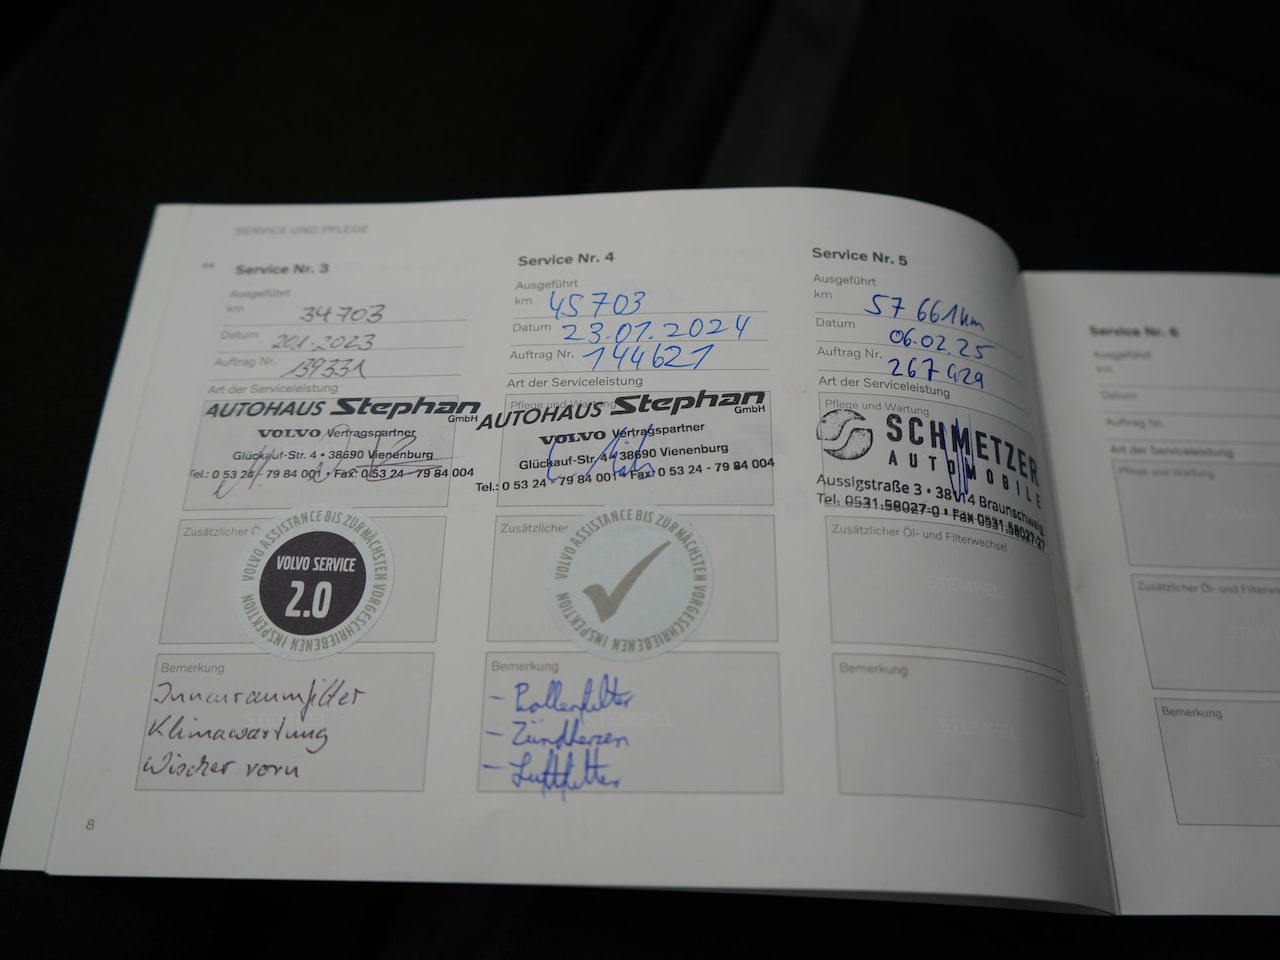 SERVICE UND PFLEGE
Service Nr. 3
Ausgeführt
km 34703
Datum 20.1.2023
Auftrag Nr. 139331
Art der Serviceleistung
AUTOHAUS Stephan GmbH
VOLVO Vertragspartner
Glückauf-Str. 4 • 38690 Vienenburg
Tel.: 0 53 24 - 79 84 001 • Fax: 0 53 24 - 79 84 004
Zusätzlicher Ö
VOLVO ASSISTANCE BIS ZUR NÄCHSTEN VORGESCHRIEBENEN INSPEKTION
VOLVO SERVICE
2.0
Bemerkung
Innenraumfilter
Klimawartung
Wischer vorn
8
Service Nr. 4
Ausgeführt
km 45703
Datum 23.01.2024
Auftrag Nr. 144621
Art der Serviceleistung
Pflege und Wartung
AUTOHAUS Stephan GmbH
VOLVO Vertragspartner
Glückauf-Str. 4 • 38690 Vienenburg
Tel.: 0 53 24 - 79 84 001 • Fax: 0 53 24 - 79 84 004
Zusätzlicher
VOLVO ASSISTANCE BIS ZUR NÄCHSTEN VORGESCHRIEBENEN INSPEKTION
Bemerkung
STEMPEL
- Pollenfilter
- Zündkerzen
- Luftfilter
Service Nr. 5
Ausgeführt
km 57 661 km
Datum 06.02.25
Auftrag Nr.
Art der Serviceleistung
Pflege und Wartung
SCHMETZER
AUTOMOBILE
Aussigstraße 3 • 38114 Braunschweig
Tel. 0531.58027-0 • Fax 0531.58027-27
Zusätzlicher Öl- und Filterwechsel
STEMPEL
Bemerkung
STEMPEL
Service Nr. 6
Ausgeführt
km
Datum
Auftrag Nr.
Art der Serviceleistung
Pflege und Wartung
Zusätzlicher Öl- und Filterwe
STEM
Bemerkung